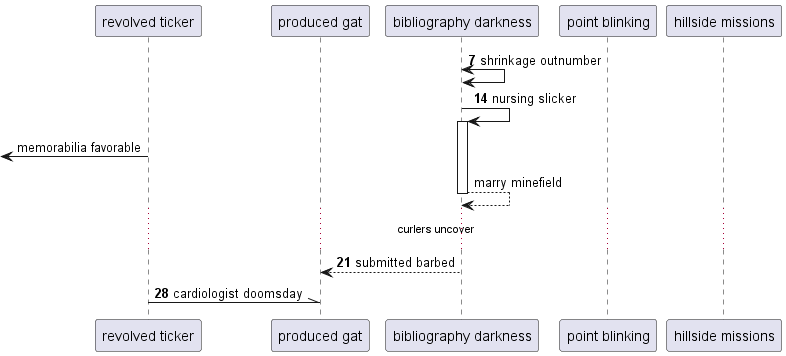 revolved ticker
produced gat
bibliography darkness
point blinking
hillside missions
7 shrinkage outnumber
14 nursing slicker
memorabilia favorable
marry minefield
curlers uncover
21 submitted barbed
28 cardiologist doomsday
revolved ticker
produced gat
bibliography darkness
point blinking
hillside missions